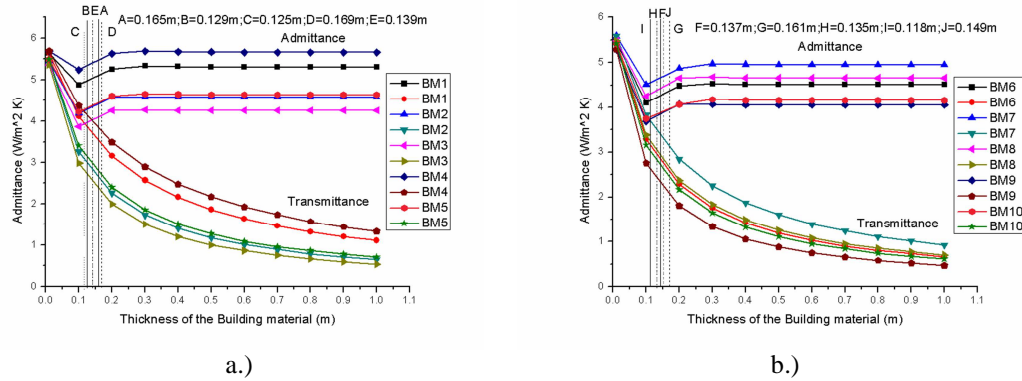 B E A
A=0.165m;B=0.129m;C=0.125m;D=0.169m;E=0.139m
C
D
Admittance
Transmittance
Admittance (W/m^2 K)
6
5
4
3
2
1
0
0.0 0.1 0.2 0.3 0.4 0.5 0.6 0.7 0.8 0.9 1.0 1.1
Thickness of the Building material (m)
BM1
BM1
BM2
BM2
BM3
BM3
BM4
BM4
BM5
BM5
a.)
H F J
I
G
F=0.137m;G=0.161m;H=0.135m;I=0.118m;J=0.149m
Admittance
Transmittance
Admittance (W/m^2 K)
6
5
4
3
2
1
0
0.0 0.1 0.2 0.3 0.4 0.5 0.6 0.7 0.8 0.9 1.0 1.1
Thickness of the Building material (m)
BM6
BM6
BM7
BM7
BM8
BM8
BM9
BM9
BM10
BM10
b.)